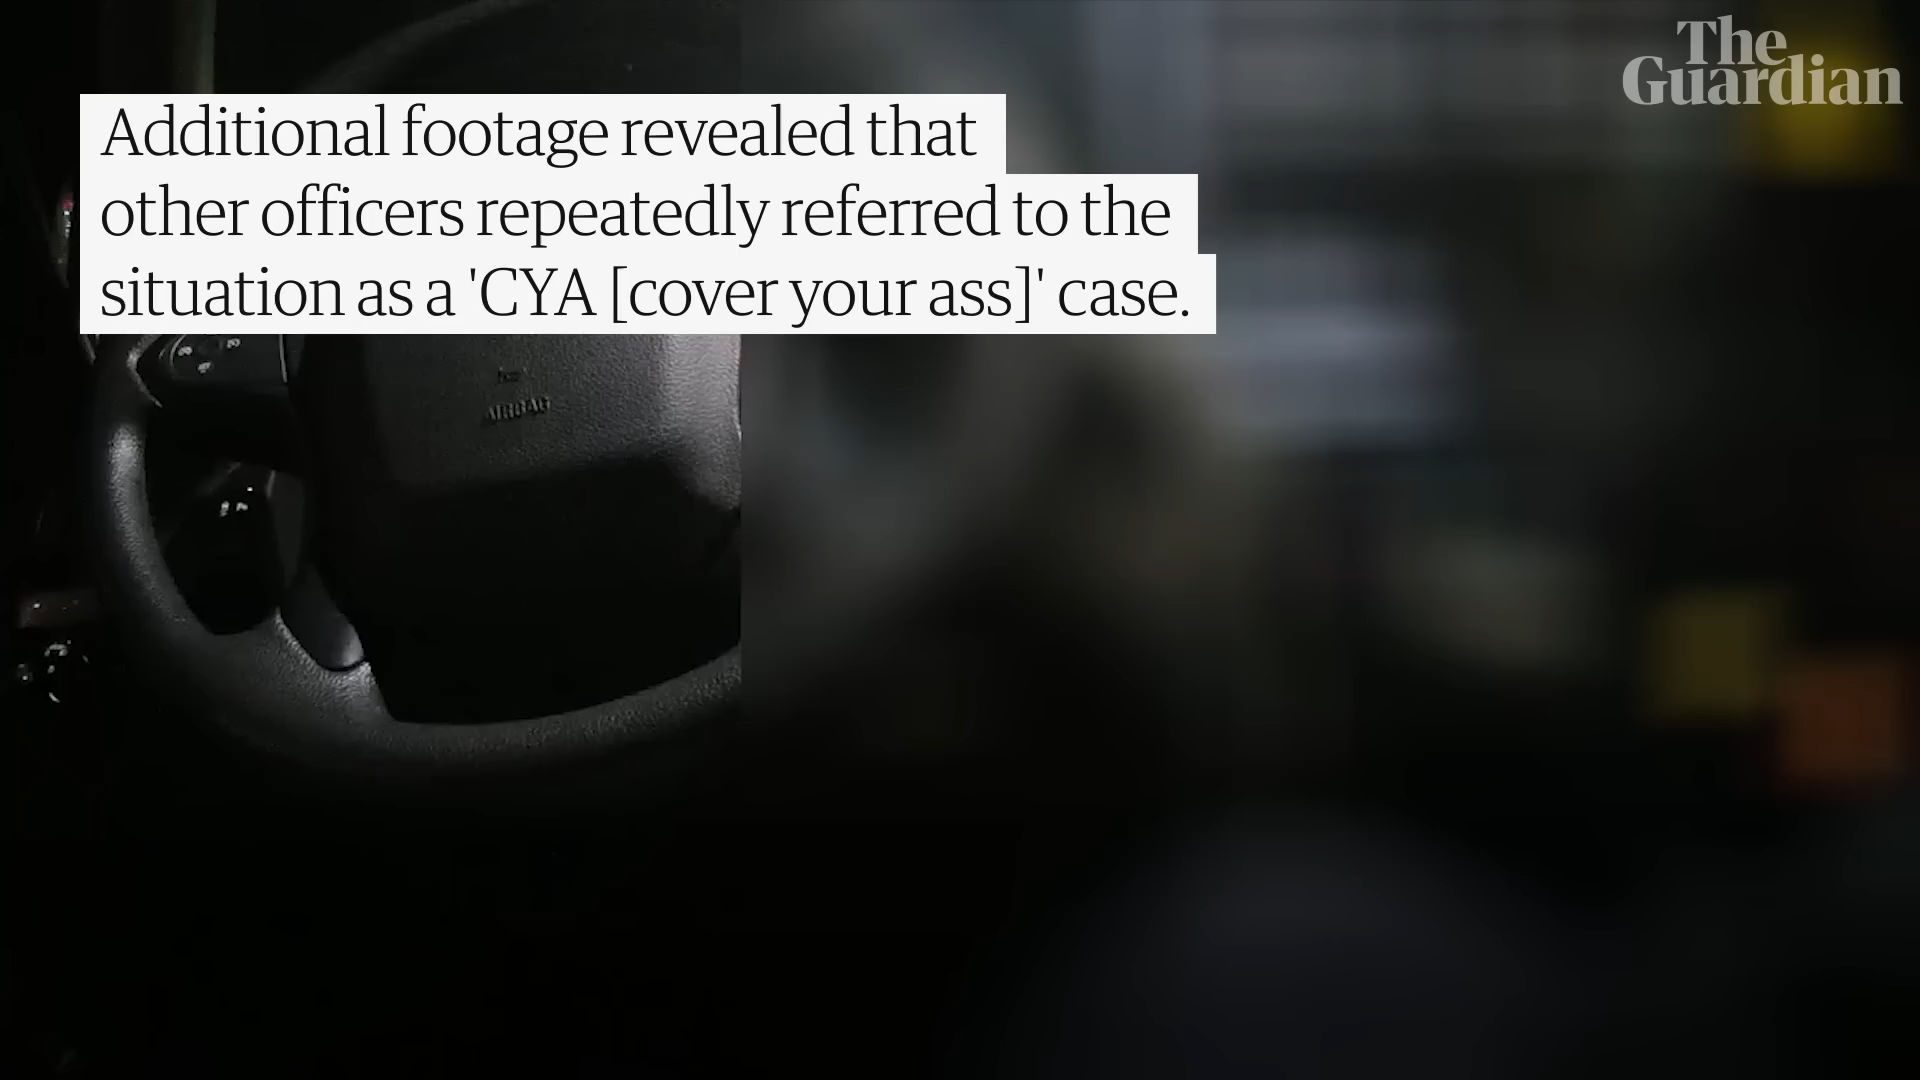 The
Guardian
Additional footage revealed that
other officers repeatedly referred to the
situation as a 'CYA [cover your ass]' case.
AIRBAG